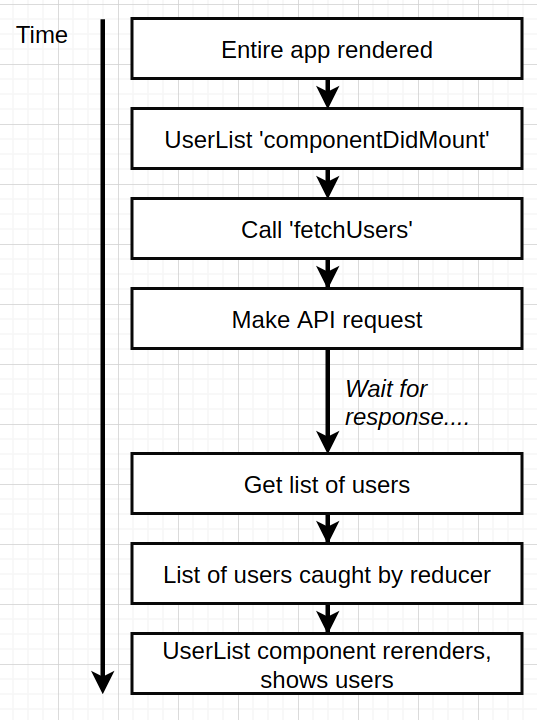 Time
Entire app rendered
UserList 'componentDidMount'
Call 'fetchUsers'
Make API request
Wait for
response....
Get list of users
List of users caught by reducer
UserList component rerenders,
shows users